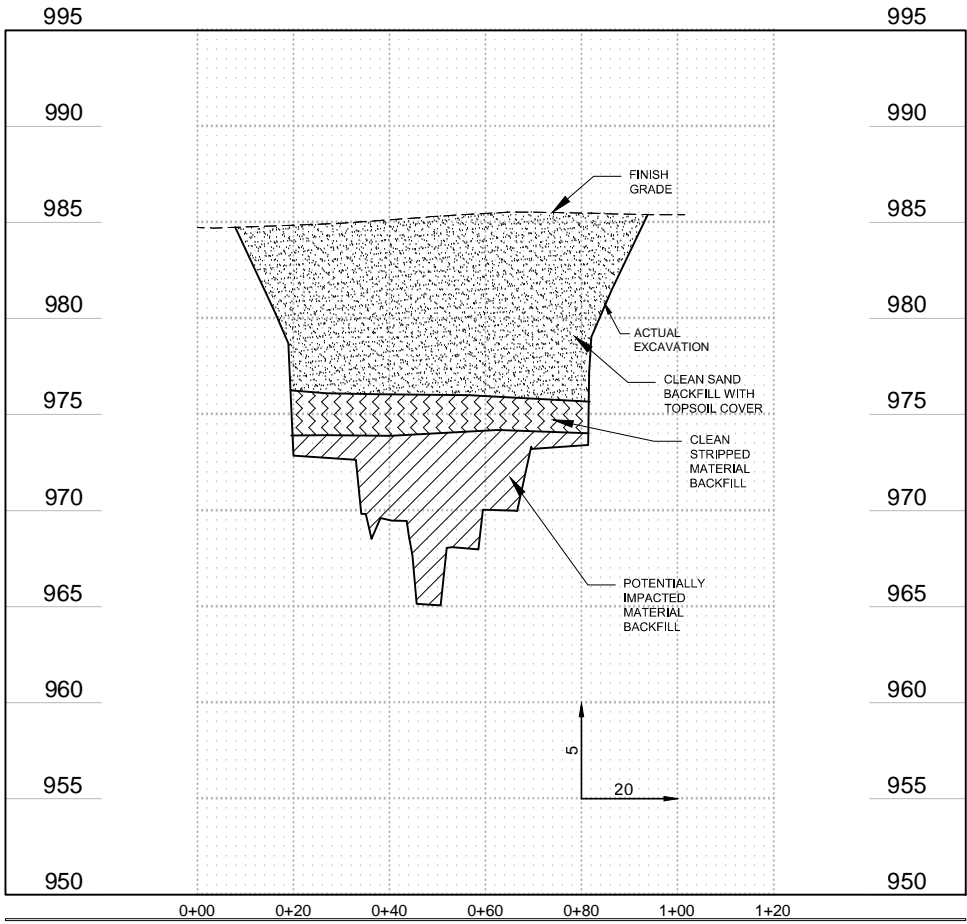 995 995
990 990
FINISH
GRADE
985 985
980 980
ACTUAL
EXCAVATION
CLEAN SAND
BACKFILL WITH
TOPSOIL COVER
975 975
CLEAN
STRIPPED
MATERIAL
BACKFILL
970 970
POTENTIALLY
IMPACTED
MATERIAL
BACKFILL
965 965
960 960
5
20
955 955
950 950
0+00 0+20 0+40 0+60 0+80 1+00 1+20